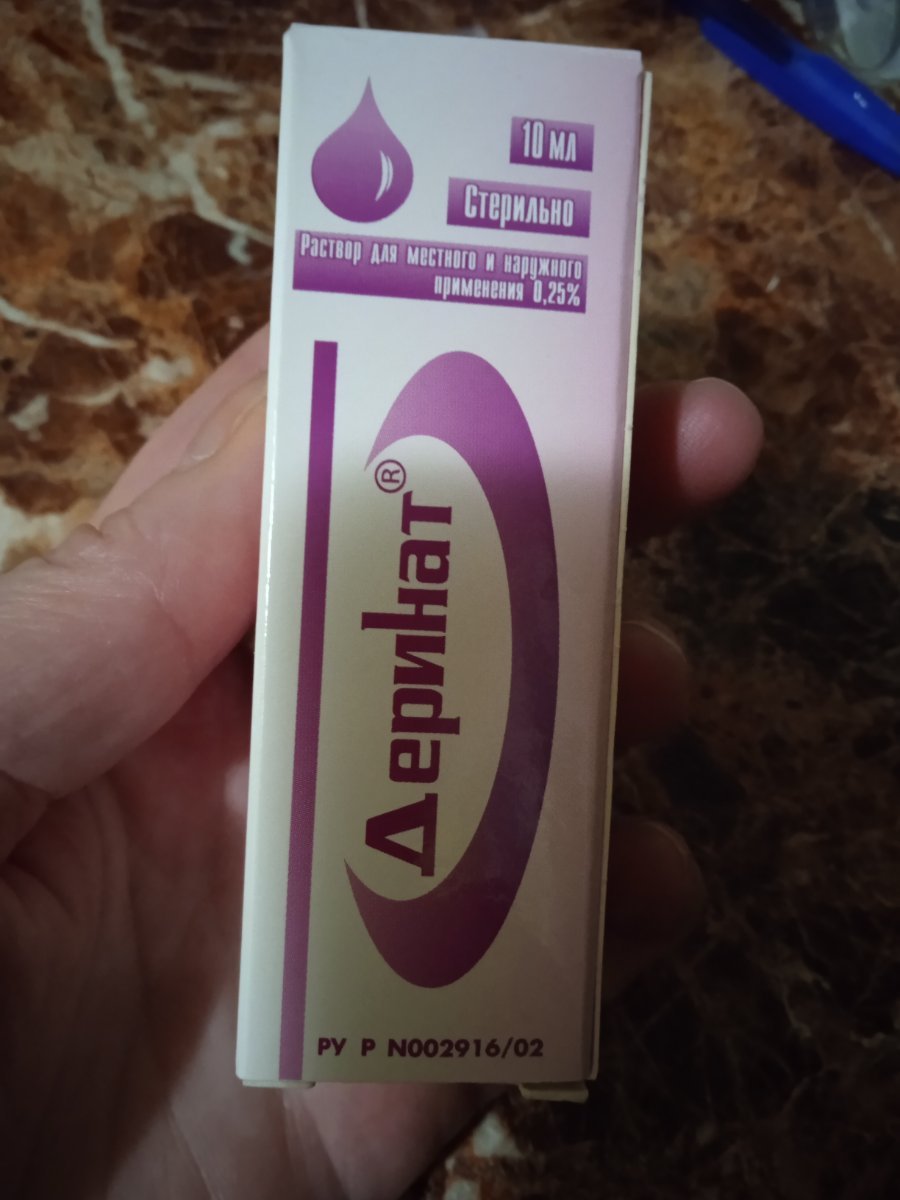 10 мл
Стерильно
Раствор для местного и наружного
применения 0,25%
Деринат®
РУ Р N002916/02